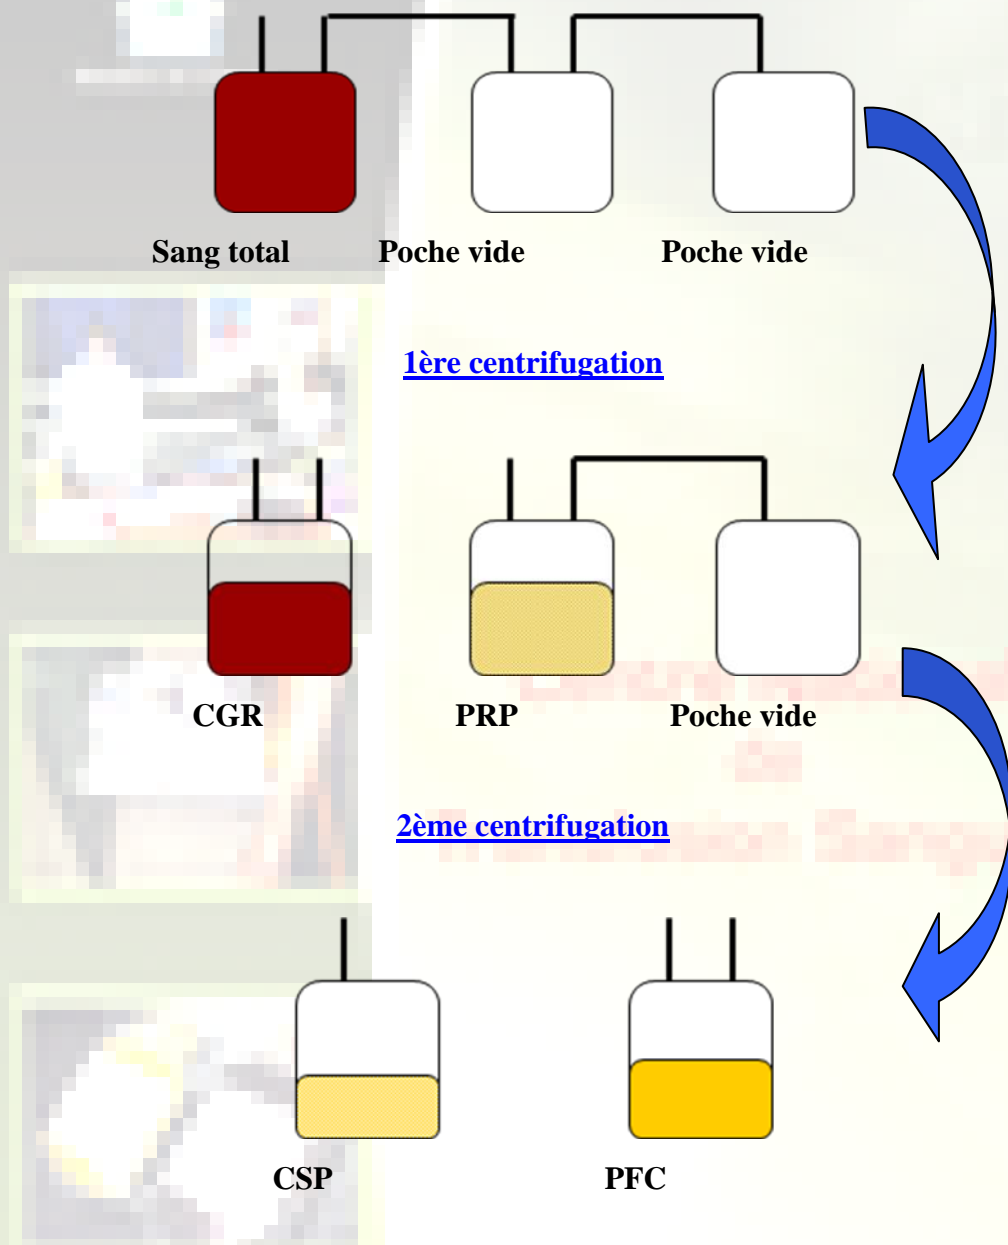 Sang total Poche vide Poche vide
1ère centrifugation
CGR PRP Poche vide
2ème centrifugation
CSP PFC